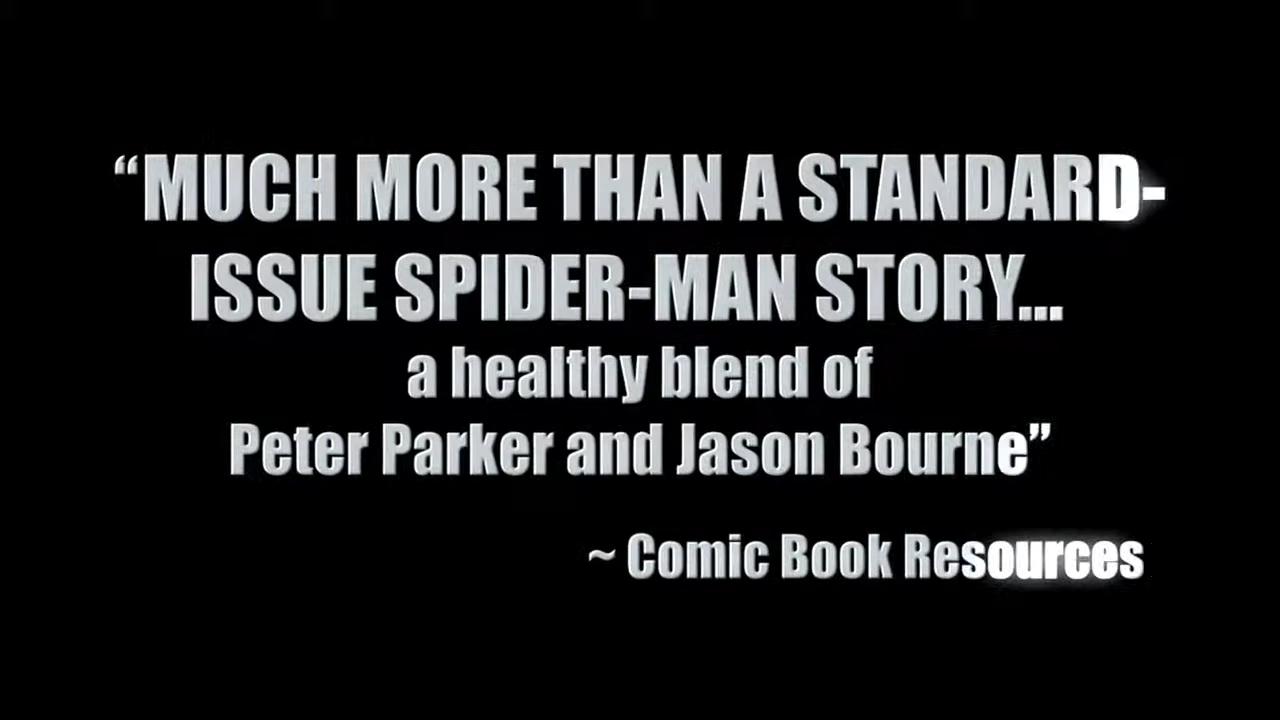 “MUCH MORE THAN A STANDARD-
ISSUE SPIDER-MAN STORY...
a healthy blend of
Peter Parker and Jason Bourne”
~ Comic Book Resources